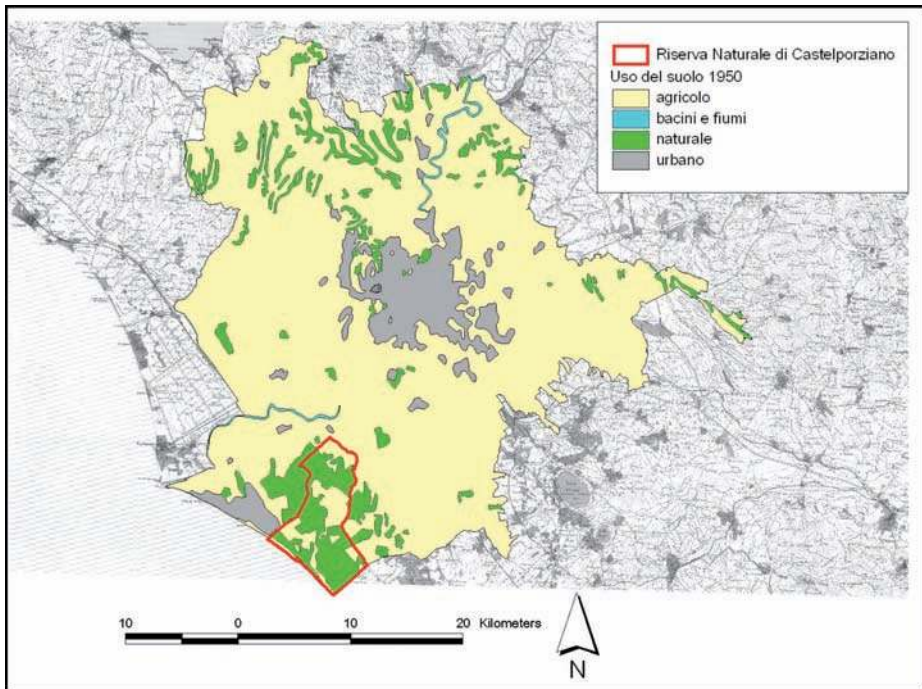 Riserva Naturale di Castelporziano
Uso del suolo 1950
agricolo
bacini e fiumi
naturale
urbano
10 0 10 20 Kilometers
N